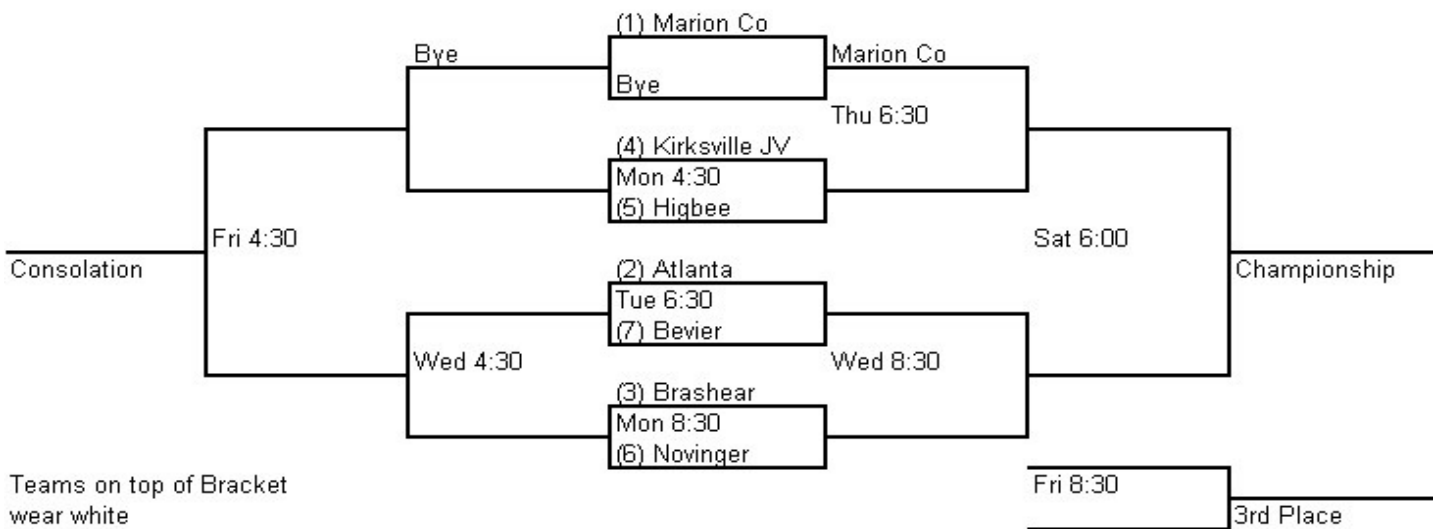 (1) Marion Co
Bye
Marion Co
Bye
Thu 6:30
(4) Kirksville JV
Mon 4:30
(5) Higbee
Fri 4:30
Sat 6:00
Consolation
(2) Atlanta
Championship
Tue 6:30
(7) Bevier
Wed 4:30
Wed 8:30
(3) Brashear
Mon 8:30
(6) Novinger
Teams on top of Bracket
wear white
Fri 8:30
3rd Place